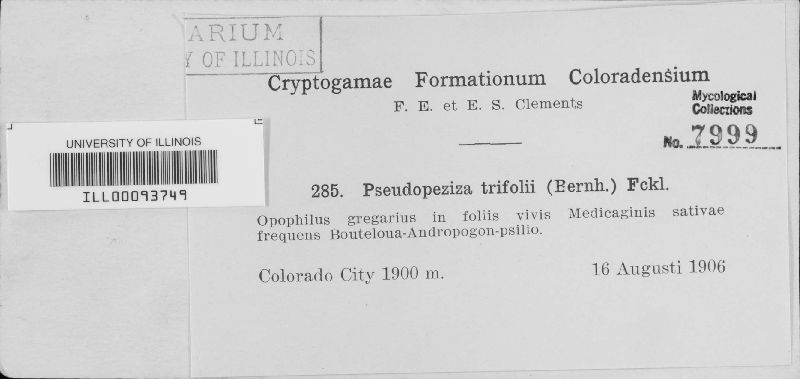 ARIUM
Y OF ILLINOIS
Cryptogamae Formationum Coloradensium
F. E. et E. S. Clements
Mycological
Collections
No. 7999
UNIVERSITY OF ILLINOIS
ILL00093749
285. Pseudopeziza trifolii (Bernh.) Fckl.
Opophilus gregarius in foliis vivis Medicaginis sativae
frequens Bouteloua-Andropogon-psilio.
Colorado City 1900 m. 16 Augusti 1906